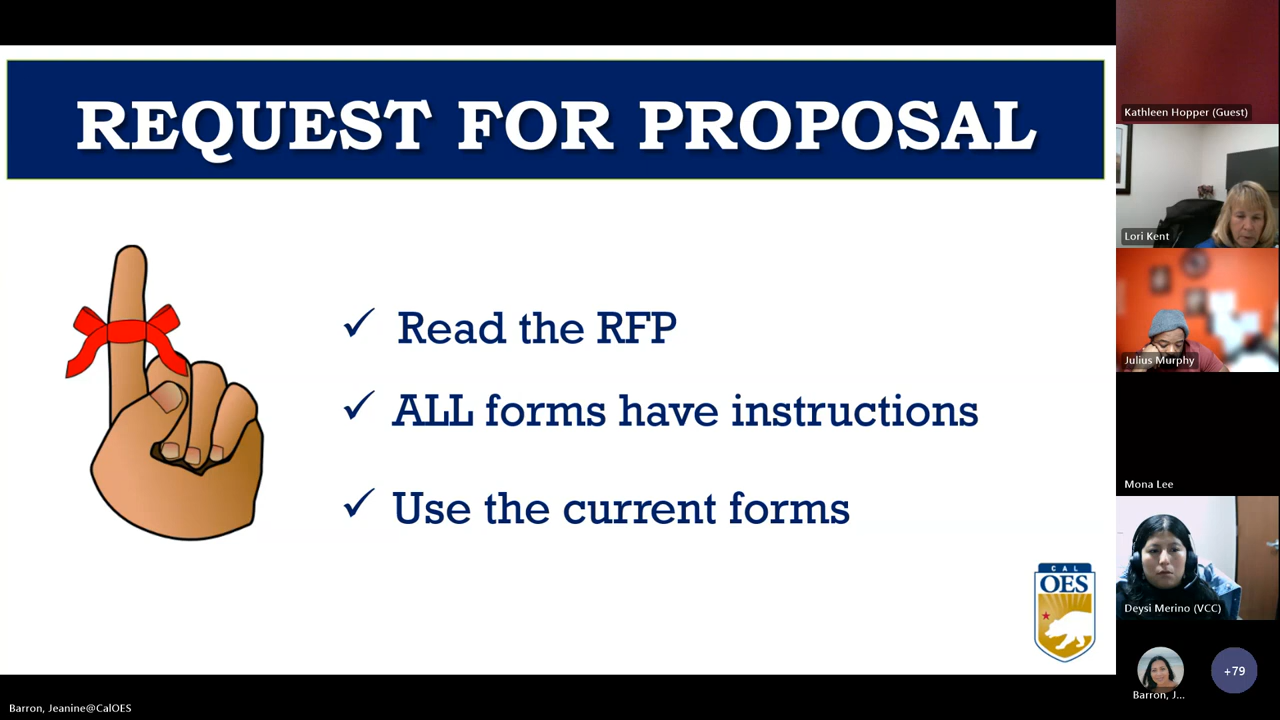 REQUEST FOR PROPOSAL
✓ Read the RFP
✓ ALL forms have instructions
✓ Use the current forms
CAL
OES
Kathleen Hopper (Guest)
Lori Kent
Julius Murphy
Mona Lee
Deysi Merino (VCC)
Barron, J...
+79
Barron, Jeanine@CalOES